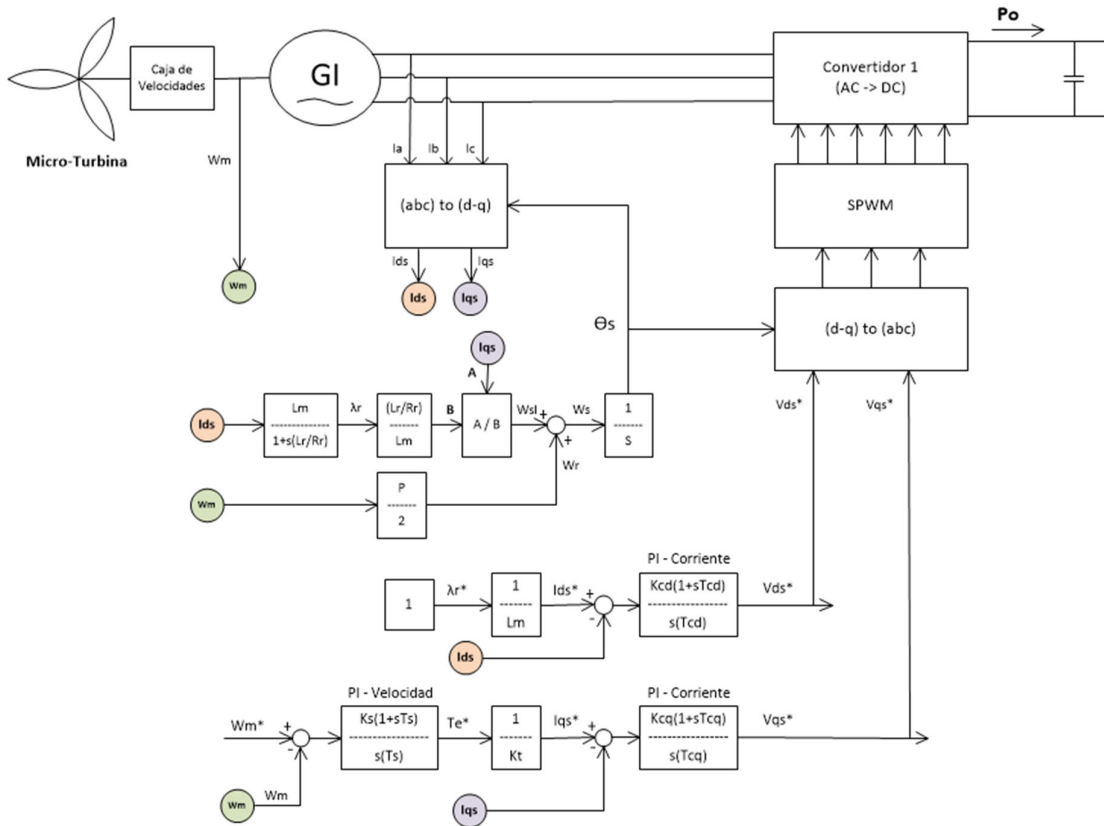 Po
Caja de
Velocidades
GI
Convertidor 1
(AC -> DC)
Micro-Turbina
Wm
Ia
Ib
Ic
(abc) to (d-q)
SPWM
Ids
Iqs
Wm
Ids
Iqs
Θs
(d-q) to (abc)
Iqs
A
Vds*
Vqs*
Ids
Lm
------------
1+s(Lr/Rr)
λr
(Lr/Rr)
--------
Lm
B
A / B
Wsl
+
+
Ws
1
------
S
Wr
Wm
P
-------
2
PI - Corriente
1
λr*
1
------
Lm
Ids*
+
-
Kcd(1+sTcd)
--------------
s(Tcd)
Vds*
Ids
PI - Velocidad
PI - Corriente
Wm*
+
-
Ks(1+sTs)
--------------
s(Ts)
Te*
1
------
Kt
Iqs*
+
-
Kcq(1+sTcq)
--------------
s(Tcq)
Vqs*
Wm
Wm
Iqs